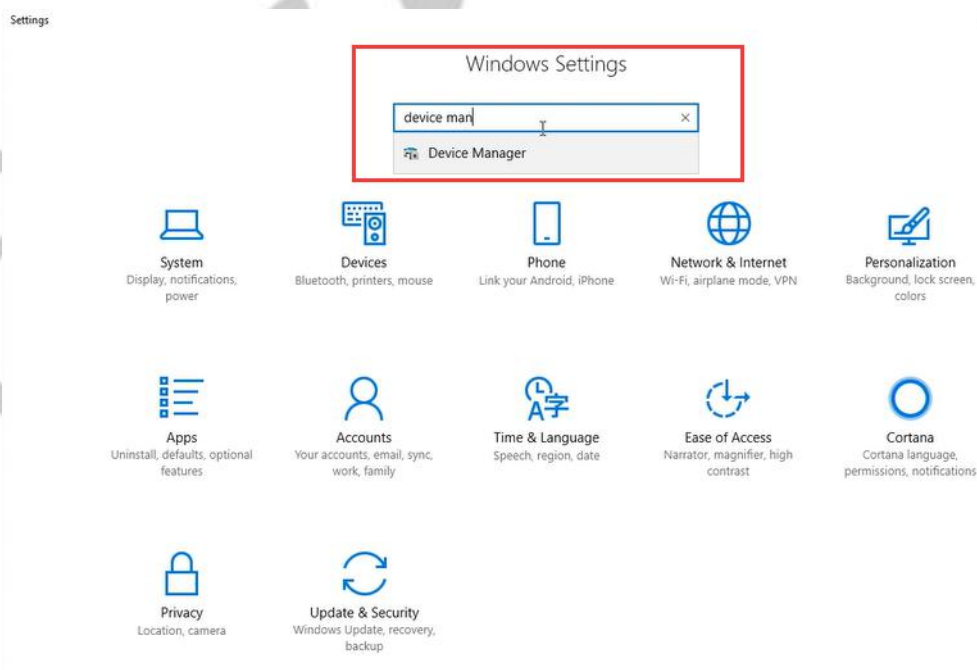 Settings
Windows Settings
device man
Device Manager
System
Display, notifications,
power
Devices
Bluetooth, printers, mouse
Phone
Link your Android, iPhone
Network & Internet
Wi-Fi, airplane mode, VPN
Personalization
Background, lock screen,
colors
Apps
Uninstall, defaults, optional
features
Accounts
Your accounts, email, sync,
work, family
Time & Language
Speech, region, date
Ease of Access
Narrator, magnifier, high
contrast
Cortana
Cortana language,
permissions, notifications
Privacy
Location, camera
Update & Security
Windows Update, recovery,
backup